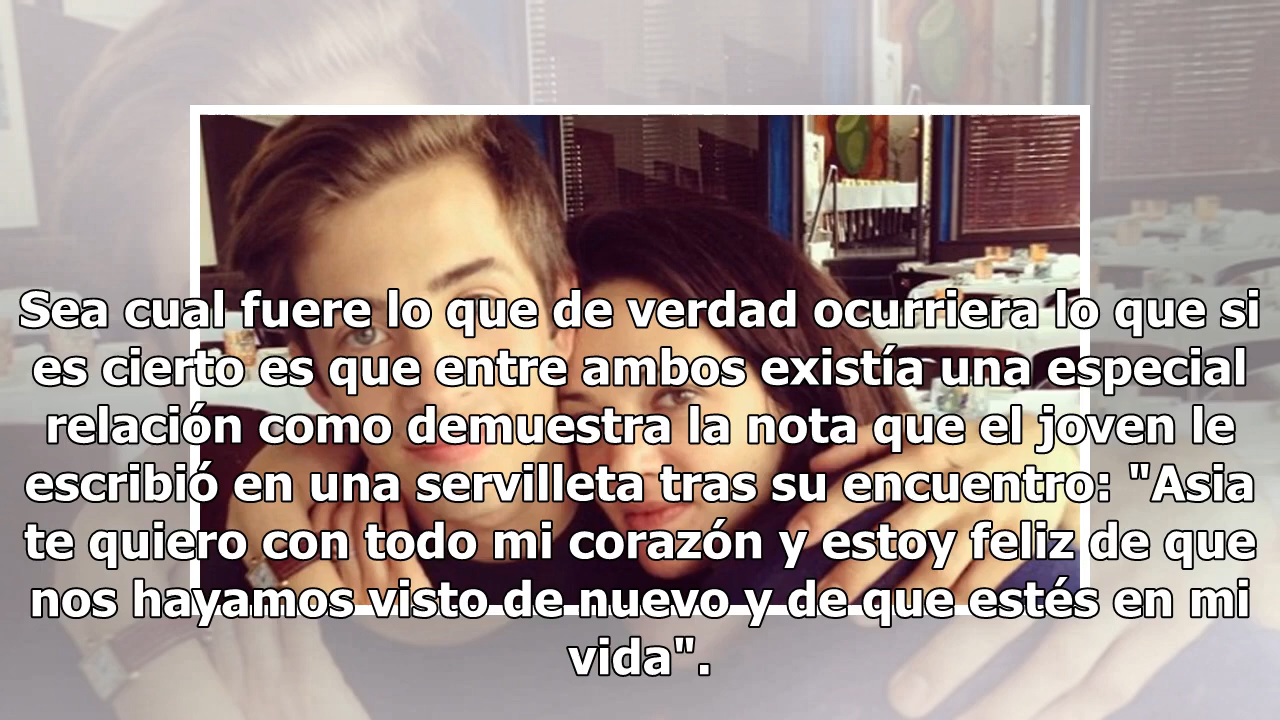 Sea cual fuere lo que de verdad ocurriera lo que si
es cierto es que entre ambos existía una especial
relación como demuestra la nota que el joven le
escribió en una servilleta tras su encuentro: "Asia
te quiero con todo mi corazón y estoy feliz de que
nos hayamos visto de nuevo y de que estés en mi
vida".